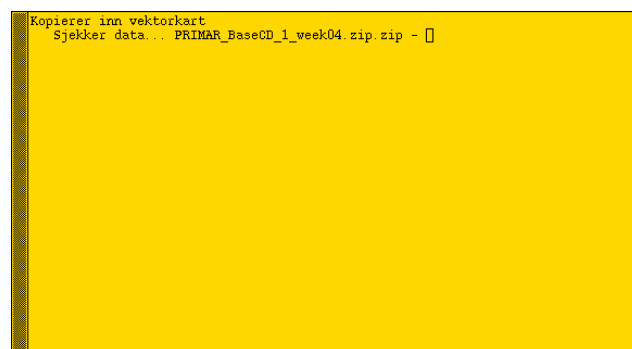 Kopierer inn vektorkart
Sjekker data... PRIMAR_BaseCD_1_week04.zip.zip -